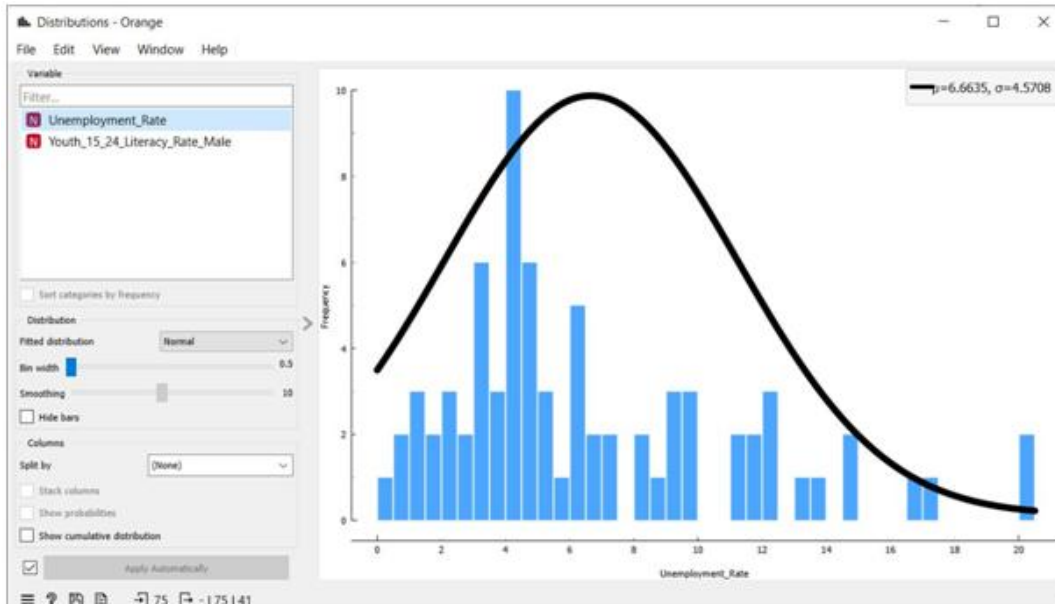 Distributions - Orange
File Edit View Window Help
Variable
Filter...
N Unemployment_Rate
N Youth_15_24_Literacy_Rate_Male
Sort categories by frequency
Distribution
Fitted distribution Normal
Bin width 0.5
Smoothing 10
Hide bars
Columns
Split by (None)
Stack columns
Show probabilities
Show cumulative distribution
Apply Automatically
75 - | 75 | 41
μ=6.6635, σ=4.5708
10
8
6
4
2
0
Frequency
0 2 4 6 8 10 12 14 16 18 20
Unemployment_Rate